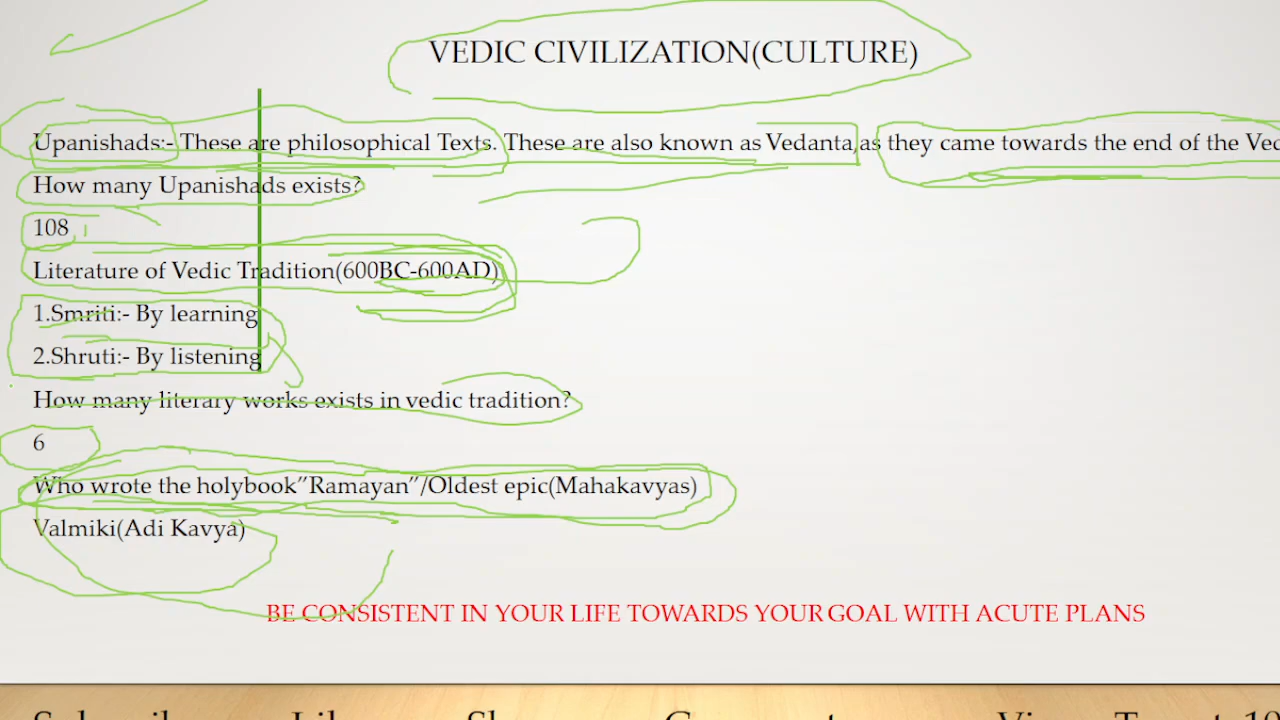 VEDIC CIVILIZATION(CULTURE)
Upanishads:- These are philosophical Texts. These are also known as Vedanta,as they came towards the end of the
How many Upanishads exists?
108
Literature of Vedic Tradition(600BC-600AD)
1.Smriti:- By learning
2.Shruti:- By listening
How many literary works exists in vedic tradition?
6
Who wrote the holybook”Ramayan”/Oldest epic(Mahakavyas)
Valmiki(Adi Kavya)
BE CONSISTENT IN YOUR LIFE TOWARDS YOUR GOAL WITH ACUTE PLANS